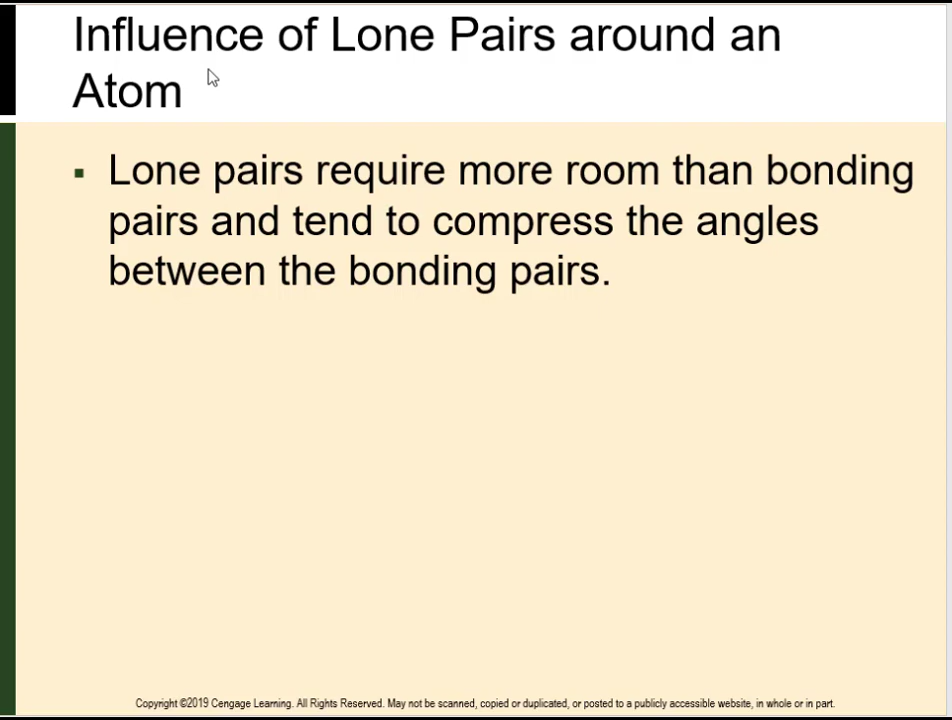 Influence of Lone Pairs around an
Atom
▪ Lone pairs require more room than bonding
pairs and tend to compress the angles
between the bonding pairs.
Copyright ©2019 Cengage Learning. All Rights Reserved. May not be scanned, copied or duplicated, or posted to a publicly accessible website, in whole or in part.